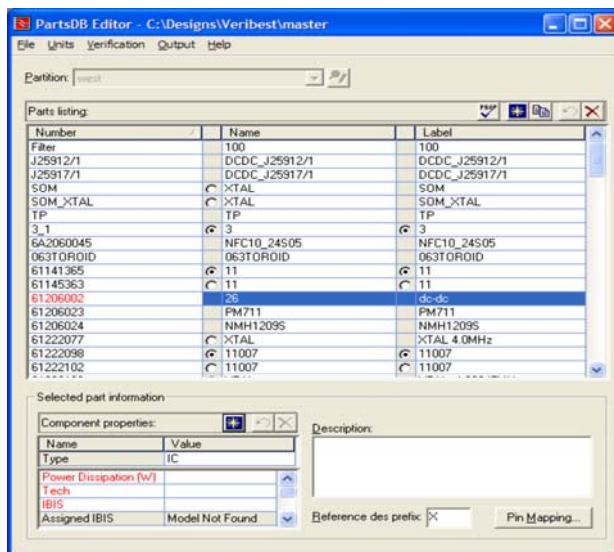 PartsDB Editor - C:\Designs\Veribest\master
File Units Verification Output Help
Partition: west
Parts listing:
PROP
Number Name Label
Filter 100 100
J25912/1 DCDC_J25912/1 DCDC_J25912/1
J25917/1 DCDC_J25917/1 DCDC_J25917/1
SOM XTAL SOM
SOM_XTAL XTAL SOM_XTAL
TP TP TP
3_1 3 3
6A2060045 NFC10_24S05 NFC10_24S05
063TOROID 063TOROID 063TOROID
61141365 11 11
61145363 11 11
61206002 26 dc-dc
61206023 PM711 PM711
61206024 NMH1209S NMH1209S
61222077 XTAL XTAL 4.0MHz
61222098 11007 11007
61222102 11007 11007
Selected part information
Component properties:
Name Value
Type IC
Power Dissipation (W)
Tech
IBIS
Assigned IBIS Model Not Found
Description:
Reference des prefix: X
Pin Mapping...